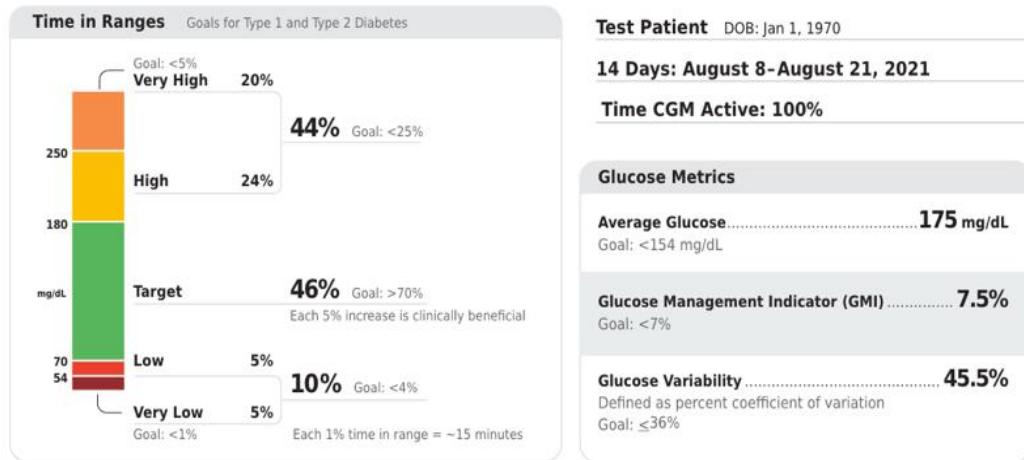 Time in Ranges Goals for Type 1 and Type 2 Diabetes
Goal: <5%
Very High 20%
44% Goal: <25%
250
High 24%
180
mg/dL
Target 46% Goal: >70%
Each 5% increase is clinically beneficial
70
Low 5%
54
10% Goal: <4%
Very Low 5%
Goal: <1%
Each 1% time in range = ~15 minutes
Test Patient DOB: Jan 1, 1970
14 Days: August 8–August 21, 2021
Time CGM Active: 100%
Glucose Metrics
Average Glucose 175 mg/dL
Goal: <154 mg/dL
Glucose Management Indicator (GMI) 7.5%
Goal: <7%
Glucose Variability 45.5%
Defined as percent coefficient of variation
Goal: ≤36%